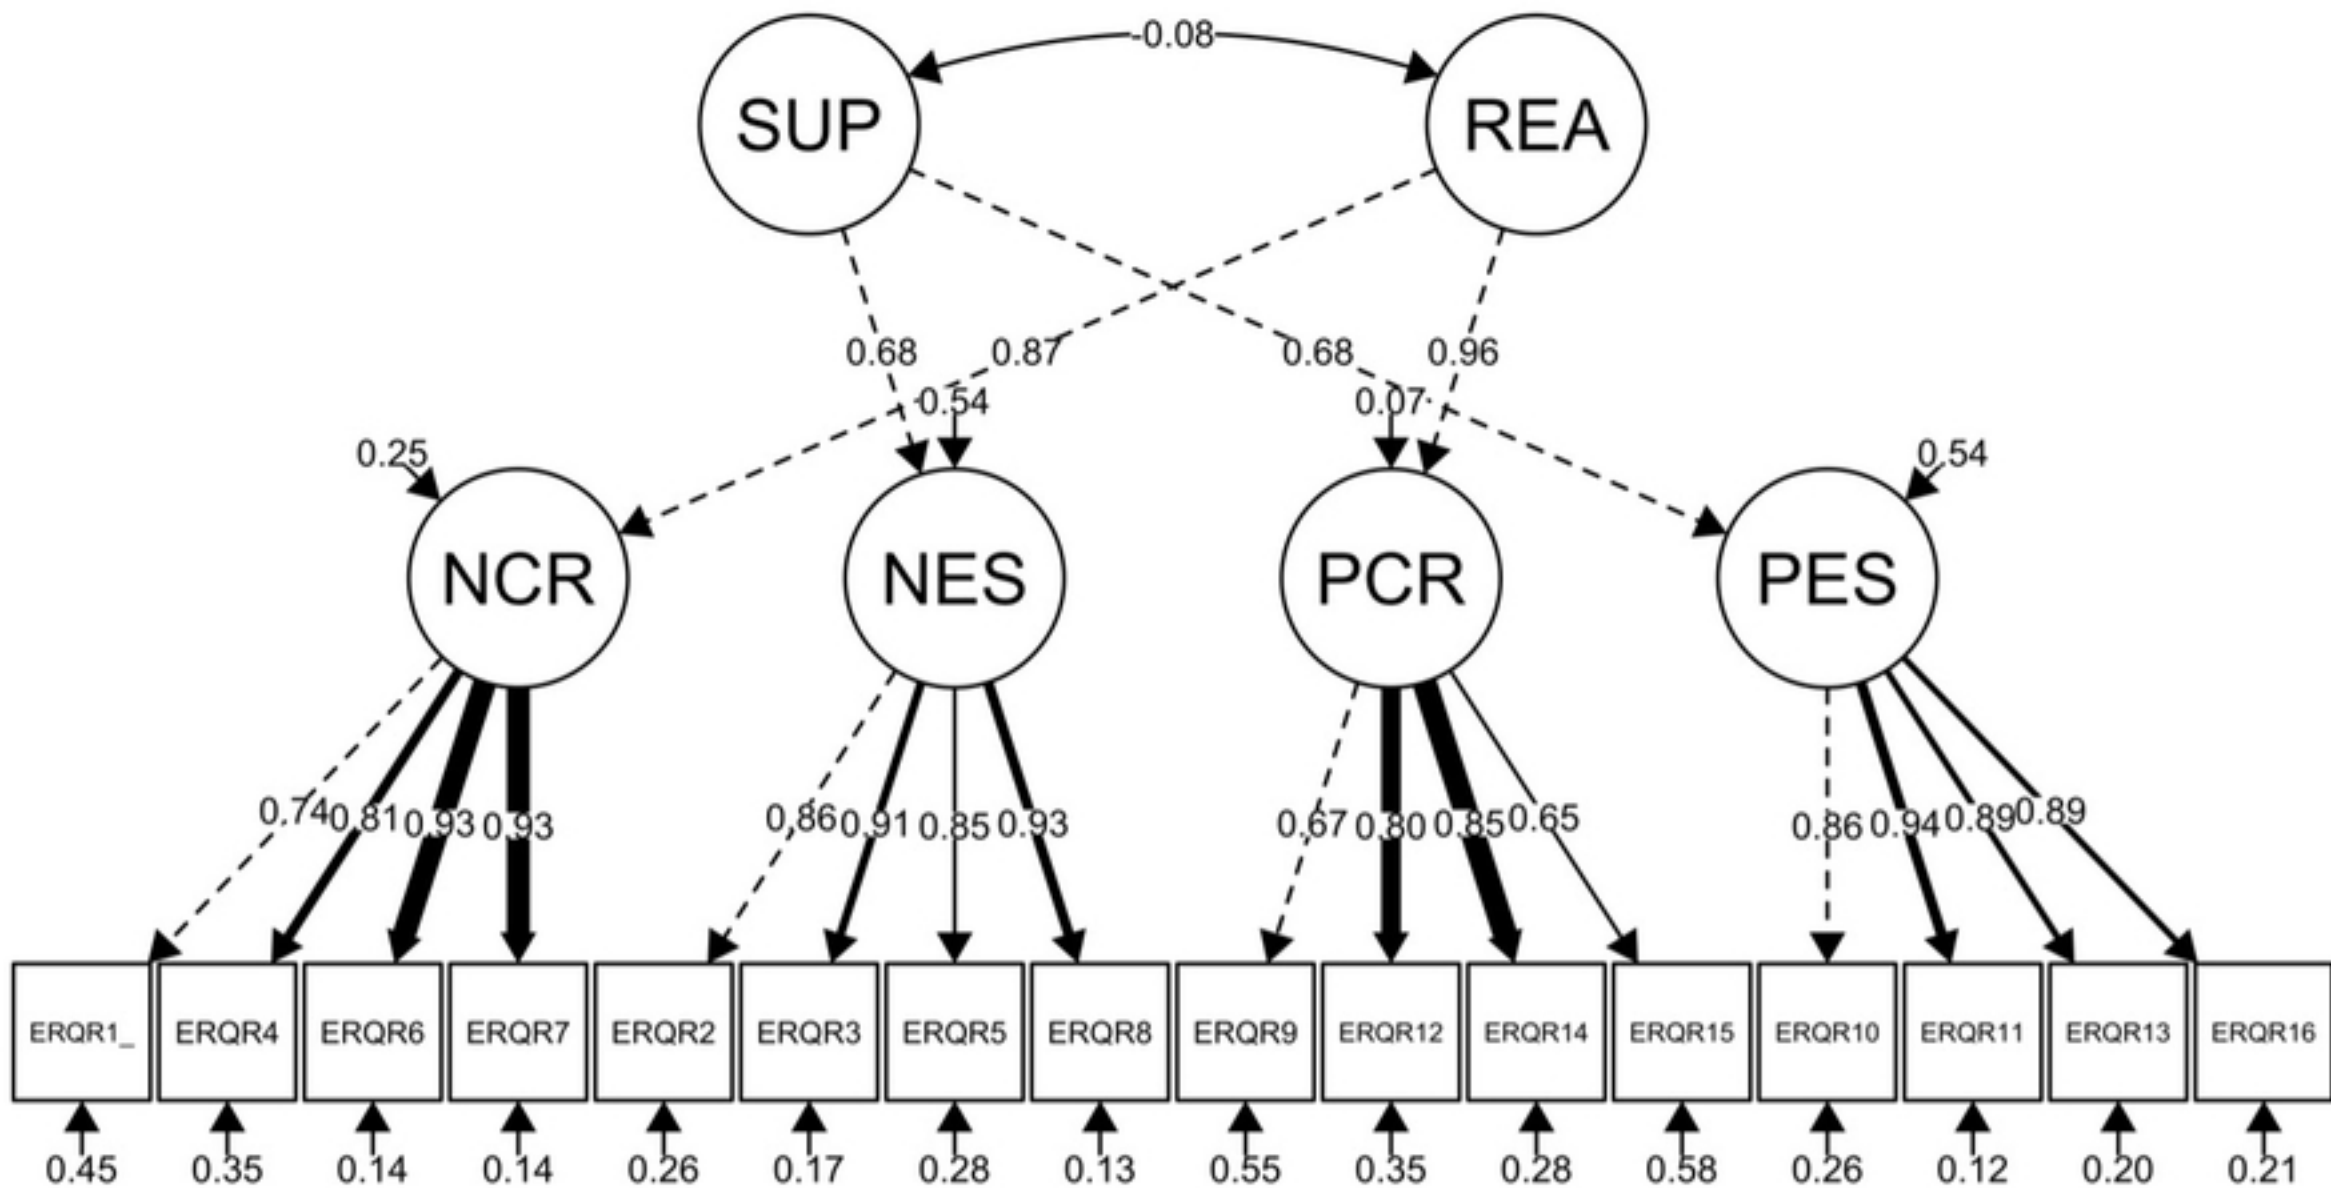 -0.08
SUP REA
0.68 0.87 0.68 0.96
0.54 0.07
0.25 0.54
NCR NES PCR PES
0.74 0.81 0.93 0.93 0.86 0.91 0.85 0.93 0.67 0.80 0.85 0.65 0.86 0.94 0.89 0.89
ERQR1_ ERQR4 ERQR6 ERQR7 ERQR2 ERQR3 ERQR5 ERQR8 ERQR9 ERQR12 ERQR14 ERQR15 ERQR10 ERQR11 ERQR13 ERQR16
0.45 0.35 0.14 0.14 0.26 0.17 0.28 0.13 0.55 0.35 0.28 0.58 0.26 0.12 0.20 0.21